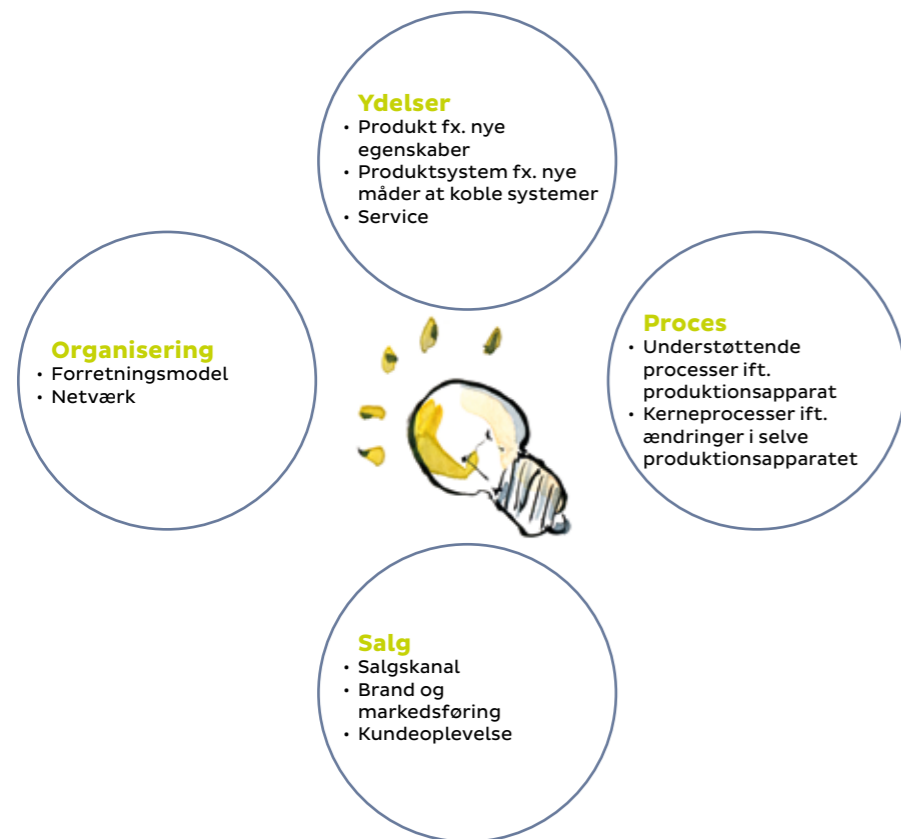 Ydelser
• Produkt fx. nye
egenskaber
• Produktsystem fx. nye
måder at koble systemer
• Service
Organisering
• Forretningsmodel
• Netværk
Proces
• Understøttende
processer ift.
produktionsapparat
• Kerneprocesser ift.
ændringer i selve
produktionsapparatet
Salg
• Salgskanal
• Brand og
markedsføring
• Kundeoplevelse